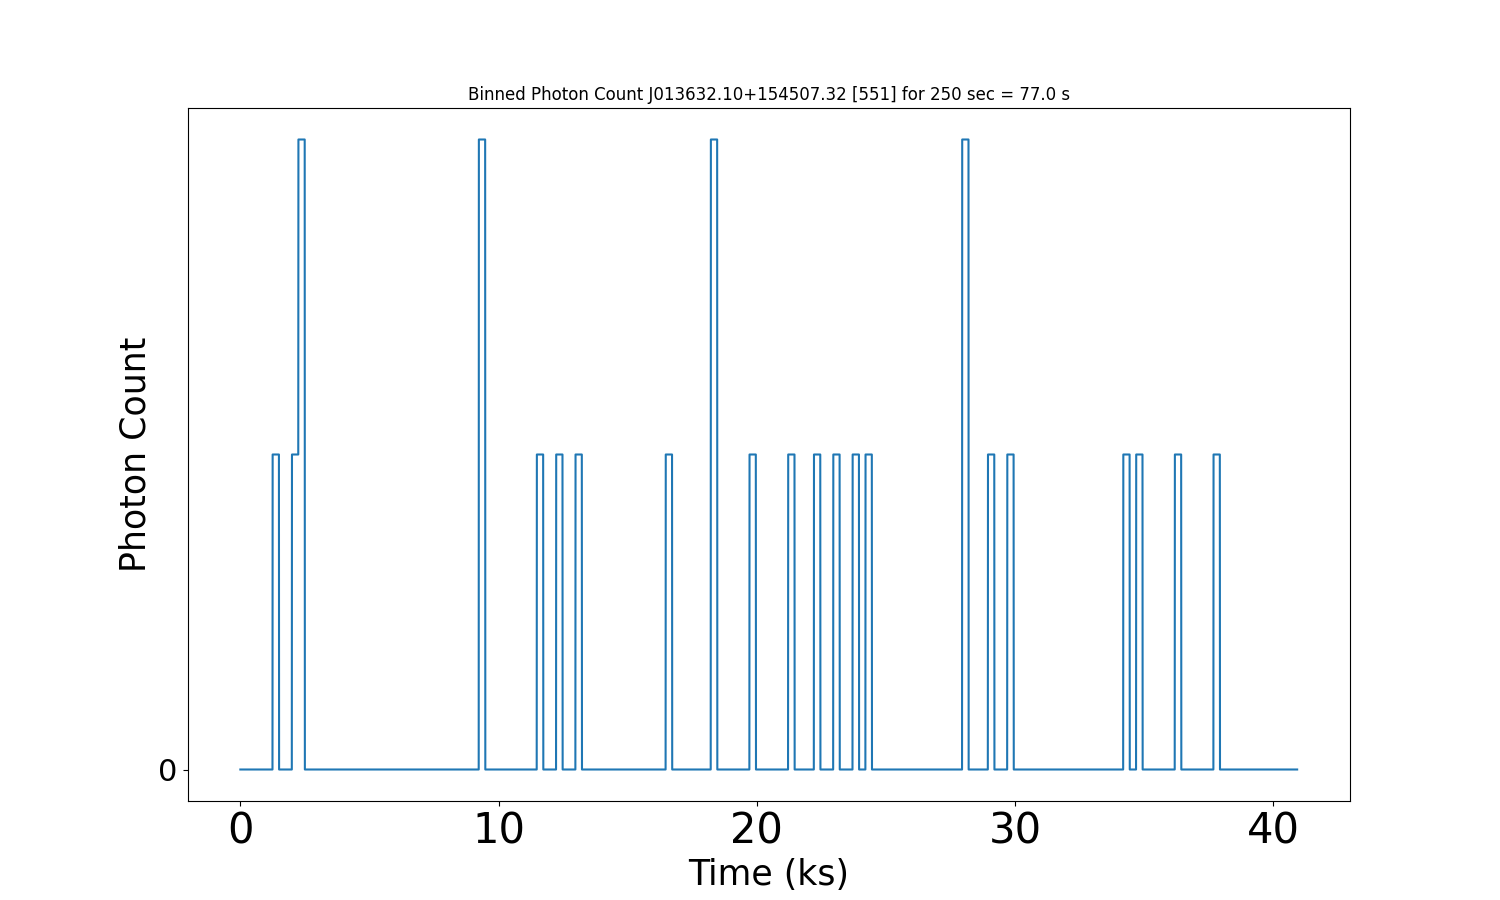 Binned Photon Count J013632.10+154507.32 [551] for 250 sec = 77.0 s
Photon Count
0
0 10 20 30 40
Time (ks)